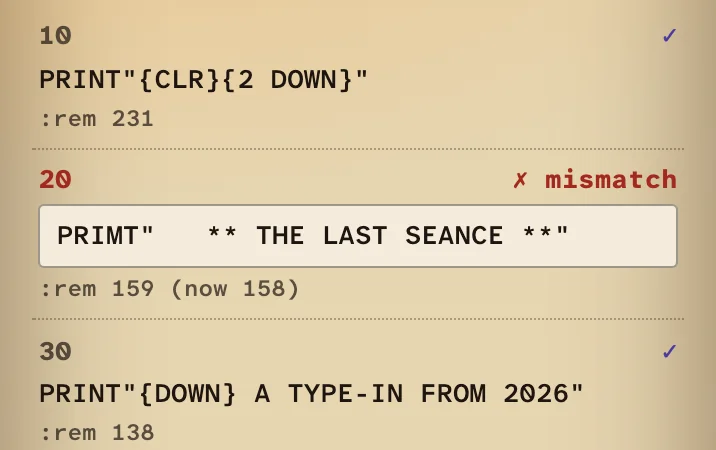 10 ✓
PRINT"{CLR}{2 DOWN}"
:rem 231
20 ✗ mismatch
PRIMT"   ** THE LAST SEANCE **"
:rem 159 (now 158)
30 ✓
PRINT"{DOWN} A TYPE-IN FROM 2026"
:rem 138